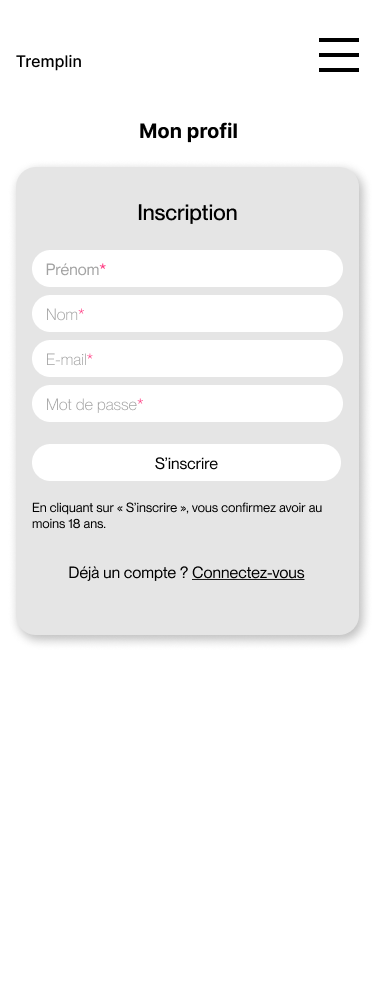 Tremplin
Mon profil
Inscription
Prénom*
Nom*
E-mail*
Mot de passe*
S’inscrire
En cliquant sur « S’inscrire », vous confirmez avoir au
moins 18 ans.
Déjà un compte ? Connectez-vous